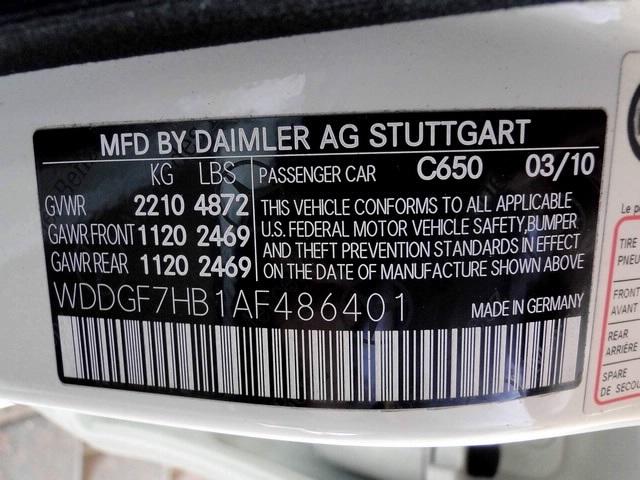 MFD BY DAIMLER AG STUTTGART
KG LBS
GVWR 2210 4872
GAWR FRONT 1120 2469
GAWR REAR 1120 2469
PASSENGER CAR C650 03/10
THIS VEHICLE CONFORMS TO ALL APPLICABLE
U.S. FEDERAL MOTOR VEHICLE SAFETY,BUMPER
AND THEFT PREVENTION STANDARDS IN EFFECT
ON THE DATE OF MANUFACTURE SHOWN ABOVE
WDDGF7HB1AF486401
MADE IN GERMANY
Le
TIRE
PNEU
FRONT
AVANT
REAR
ARRIÈRE
SPARE
DE SECOU